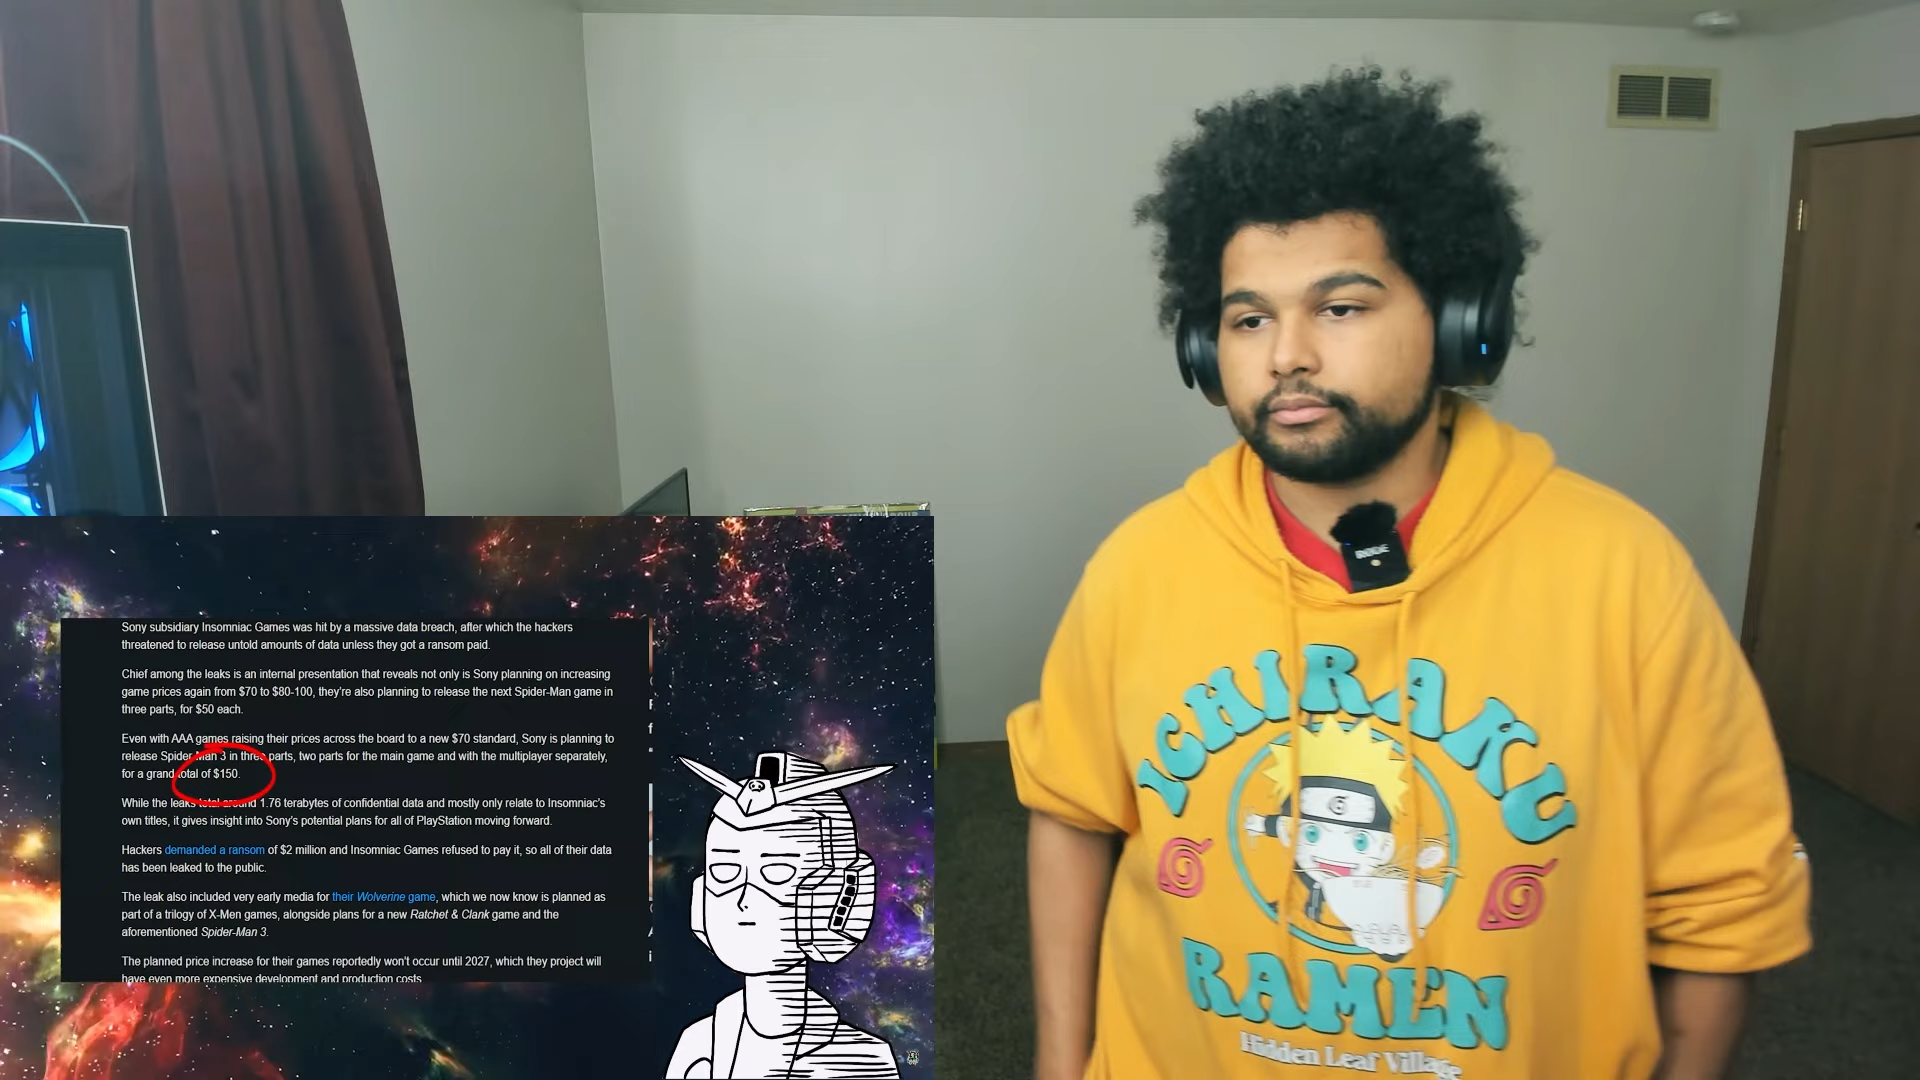 Sony subsidiary Insomniac Games was hit by a massive data breach, after which the hackers
threatened to release untold amounts of data unless they got a ransom paid.
Chief among the leaks is an internal presentation that reveals not only is Sony planning on increasing
game prices again from $70 to $80-100, they're also planning to release the next Spider-Man game in
three parts, for $50 each.
Even with AAA games raising their prices across the board to a new $70 standard, Sony is planning to
release Spider-Man 3 in three parts, two parts for the main game and with the multiplayer separately,
for a grand total of $150.
While the leaks total around 1.76 terabytes of confidential data and mostly only relate to Insomniac's
own titles, it gives insight into Sony's potential plans for all of PlayStation moving forward.
Hackers demanded a ransom of $2 million and Insomniac Games refused to pay it, so all of their data
has been leaked to the public.
The leak also included very early media for their Wolverine game, which we now know is planned as
part of a trilogy of X-Men games, alongside plans for a new Ratchet & Clank game and the
aforementioned Spider-Man 3.
The planned price increase for their games reportedly won't occur until 2027, which they project will
have even more expensive development and production costs
RODE
ICHIRAKU
RAMEN
Hidden Leaf Village